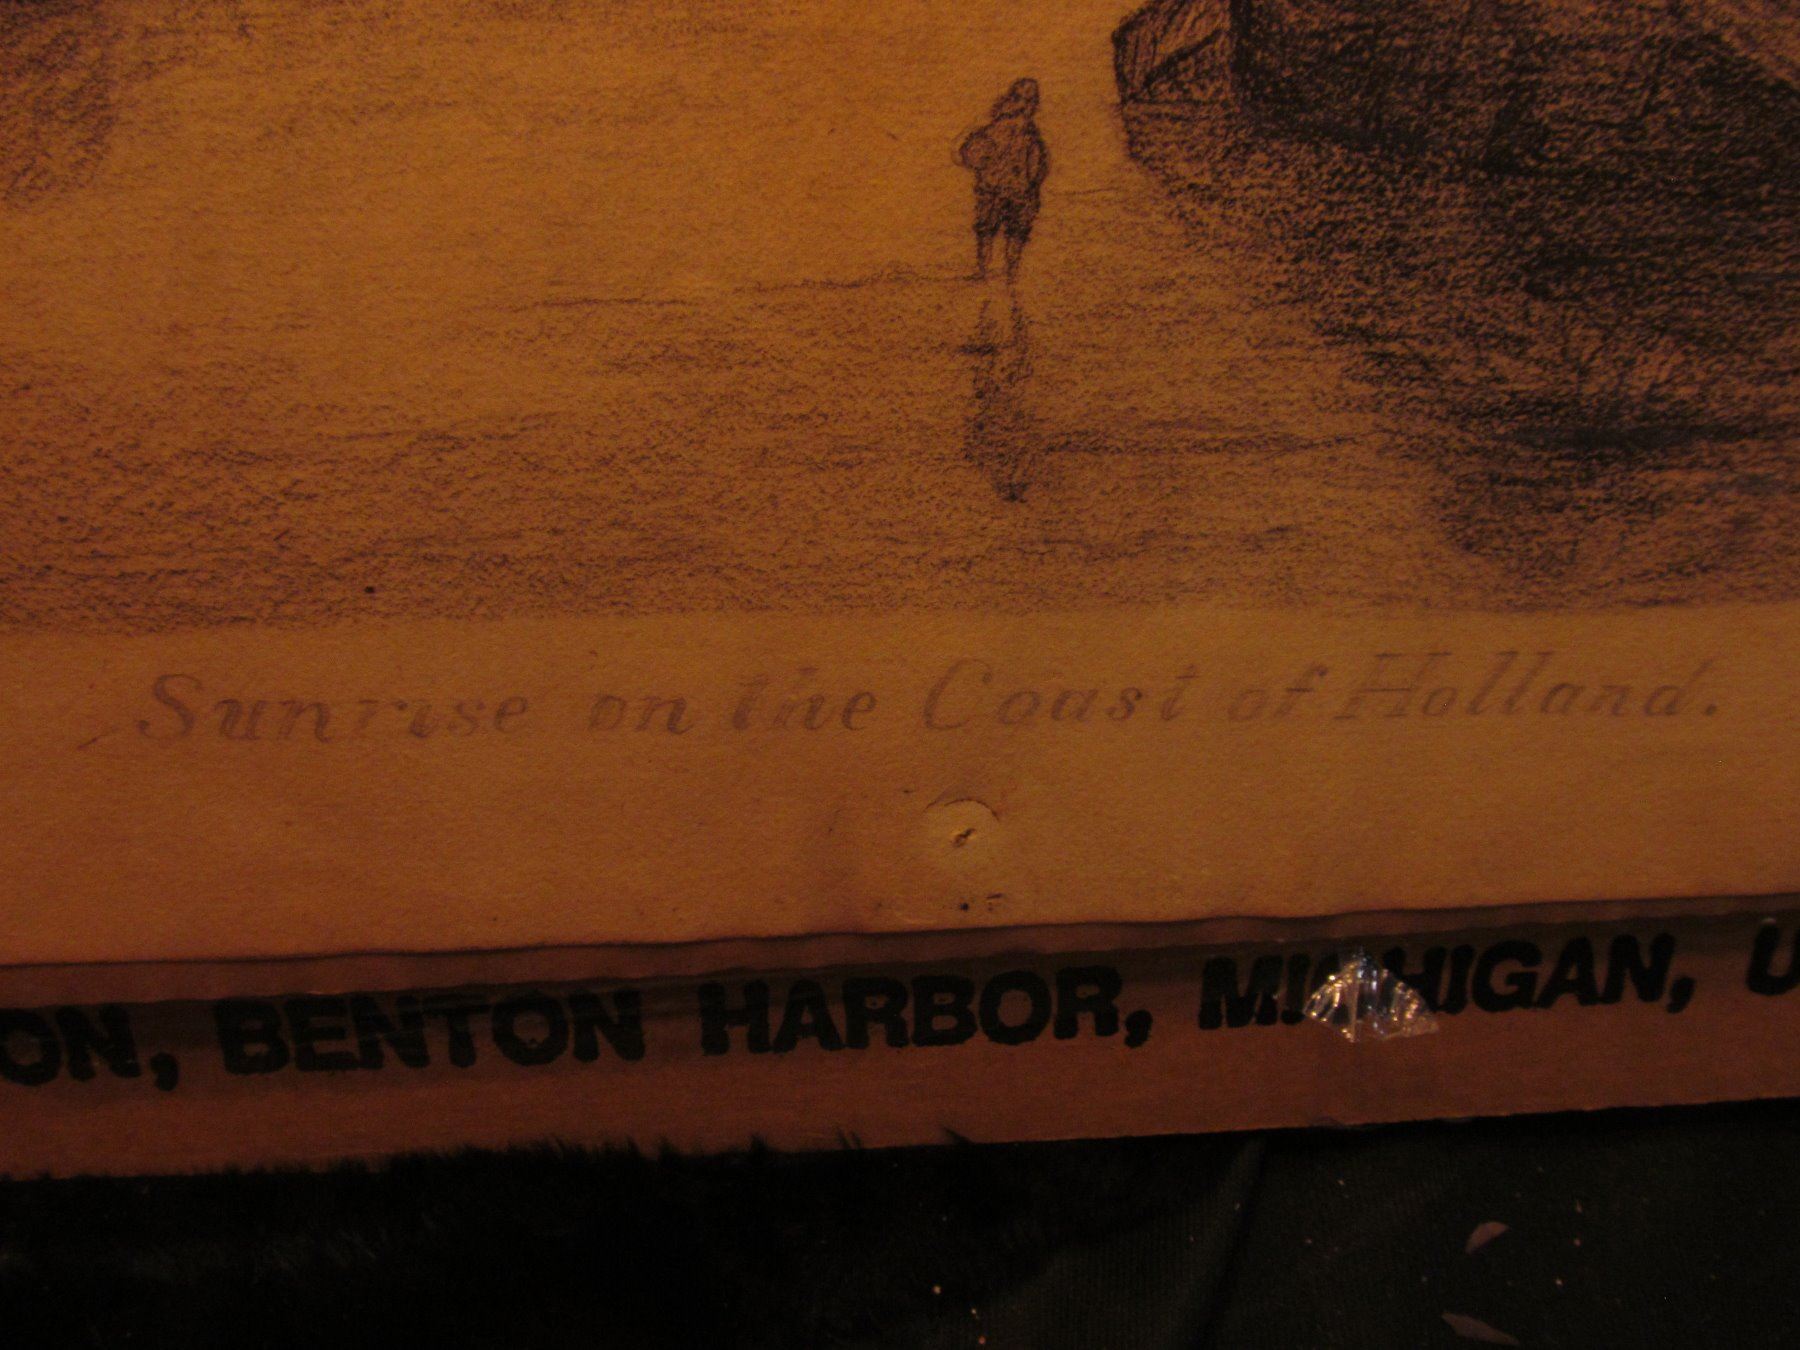 Sunrise on the Coast of Holland.
ON, BENTON HARBOR, MICHIGAN, U